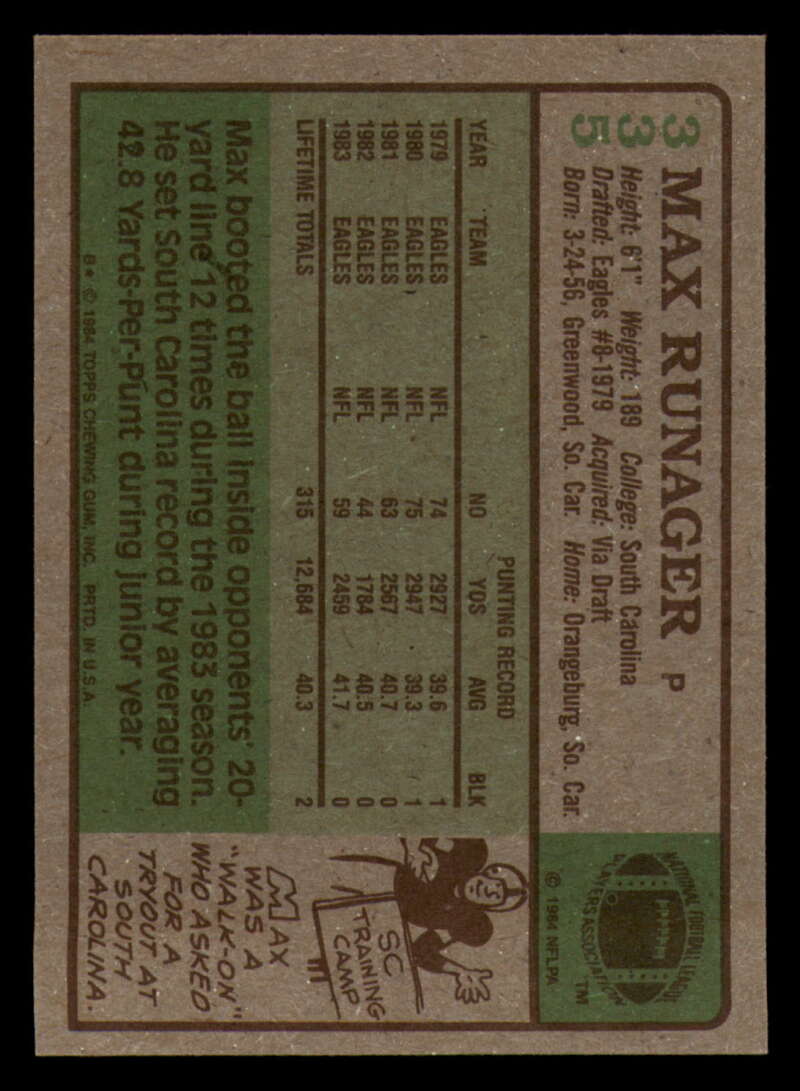 335
MAX RUNAGER P
Height: 6'1" Weight: 189 College: South Carolina
Drafted: Eagles #8-1979 Acquired: Via Draft
Born: 3-24-56, Greenwood, So. Car. Home: Orangeburg, So. Car.
NATIONAL FOOTBALL LEAGUE
PLAYERS ASSOCIATION
TM
© 1984 NFLPA
PUNTING RECORD
YEAR TEAM NO YDS AVG BLK
1979 EAGLES NFL 74 2927 39.6 1
1980 EAGLES NFL 75 2947 39.3 1
1981 EAGLES NFL 63 2567 40.7 0
1982 EAGLES NFL 44 1784 40.5 0
1983 EAGLES NFL 59 2459 41.7 0
LIFETIME TOTALS 315 12,684 40.3 2
Max booted the ball inside opponents' 20-
yard line 12 times during the 1983 season.
He set South Carolina record by averaging
42.8 Yards-Per-Punt during junior year.
B* © 1984 TOPPS CHEWING GUM, INC. PRTD. IN U.S.A.
SC
TRAINING
CAMP
MAX
WAS A
"WALK-ON"
WHO ASKED
FOR A
TRYOUT AT
SOUTH
CAROLINA.